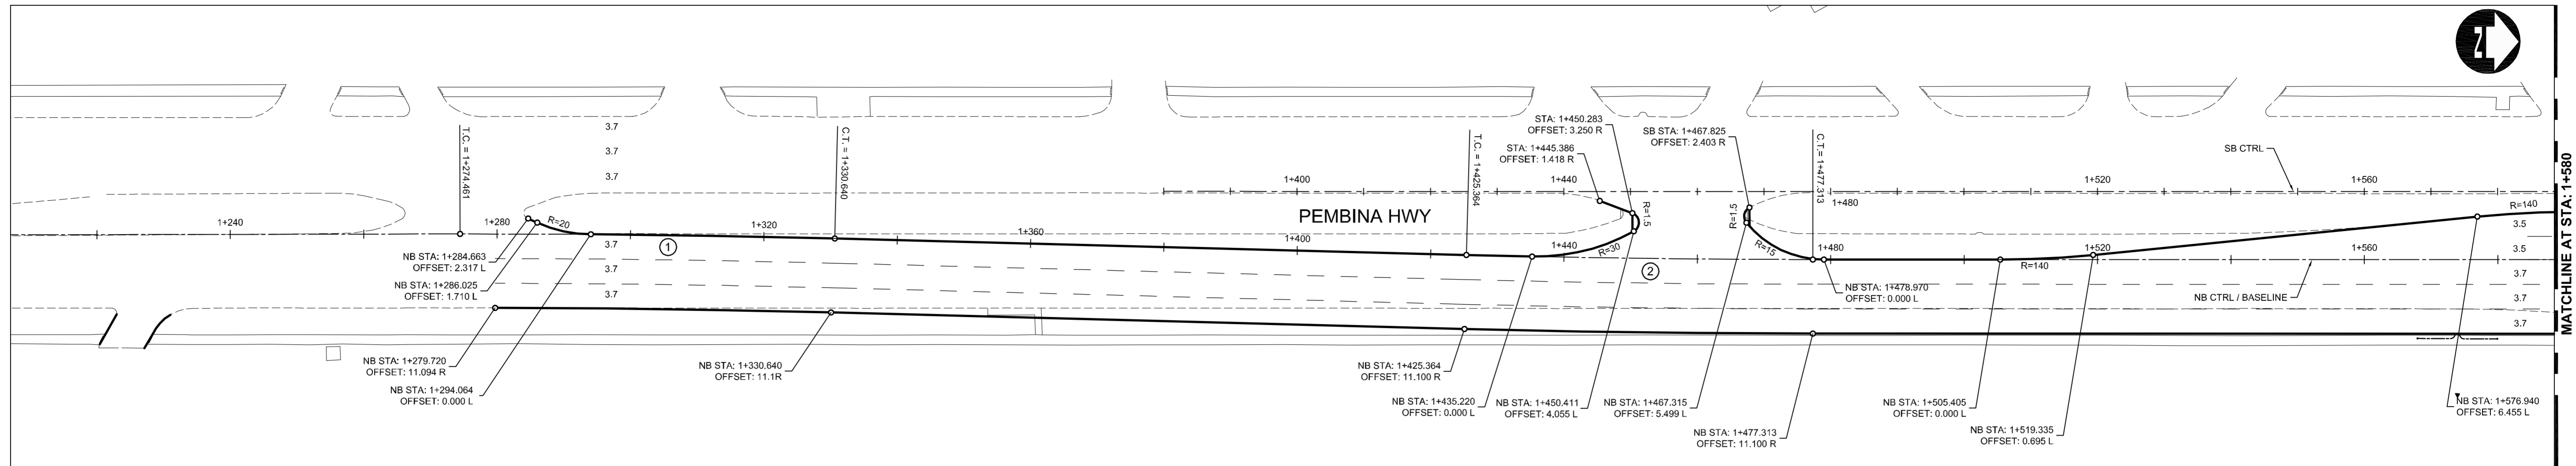 N
T.C. = 1+274.461
C.T. = 1+330.640
T.C. = 1+425.364
C.T.= 1+477.313
3.7
3.7
3.7
STA: 1+450.283
OFFSET: 3.250 R
STA: 1+445.386
OFFSET: 1.418 R
SB STA: 1+467.825
OFFSET: 2.403 R
SB CTRL
1+400
1+440
1+480
1+520
1+560
1+240
1+280
1+320
1+360
1+400
1+440
1+480
1+520
1+560
R=20
PEMBINA HWY
R=1.5
R=30
R=1.5
R=15
R=140
R=140
3.5
3.5
3.7
3.7
3.7
3.7
3.7
3.7
1
2
NB STA: 1+284.663
OFFSET: 2.317 L
NB STA: 1+286.025
OFFSET: 1.710 L
NB STA: 1+478.970
OFFSET: 0.000 L
NB CTRL / BASELINE
NB STA: 1+279.720
OFFSET: 11.094 R
NB STA: 1+294.064
OFFSET: 0.000 L
NB STA: 1+330.640
OFFSET: 11.1R
NB STA: 1+425.364
OFFSET: 11.100 R
NB STA: 1+435.220
OFFSET: 0.000 L
NB STA: 1+450.411
OFFSET: 4.055 L
NB STA: 1+467.315
OFFSET: 5.499 L
NB STA: 1+477.313
OFFSET: 11.100 R
NB STA: 1+505.405
OFFSET: 0.000 L
NB STA: 1+519.335
OFFSET: 0.695 L
NB STA: 1+576.940
OFFSET: 6.455 L
MATCHLINE AT STA: 1+580